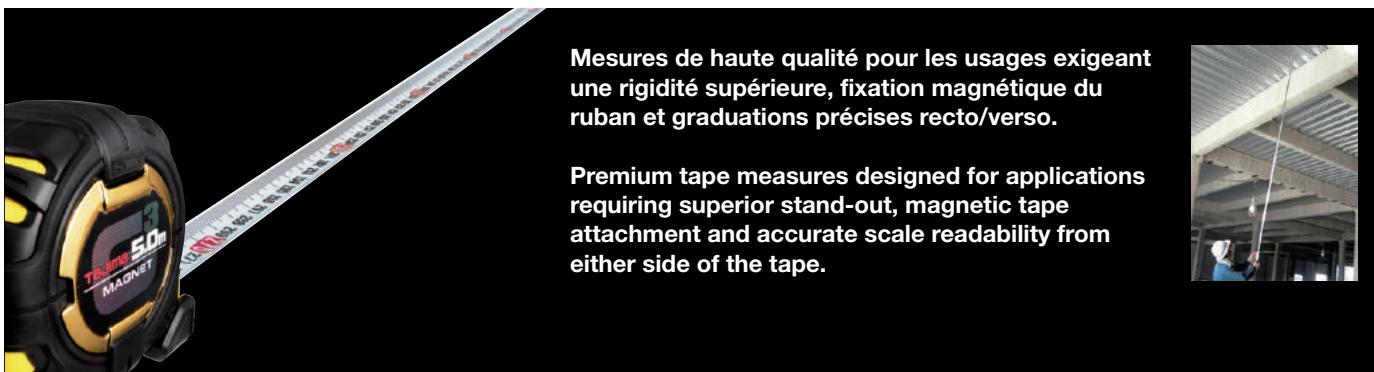 Mesures de haute qualité pour les usages exigeant
une rigidité supérieure, fixation magnétique du
ruban et graduations précises recto/verso.
Premium tape measures designed for applications
requiring superior stand-out, magnetic tape
attachment and accurate scale readability from
either side of the tape.
3
Tajima 5.0m
MAGNET